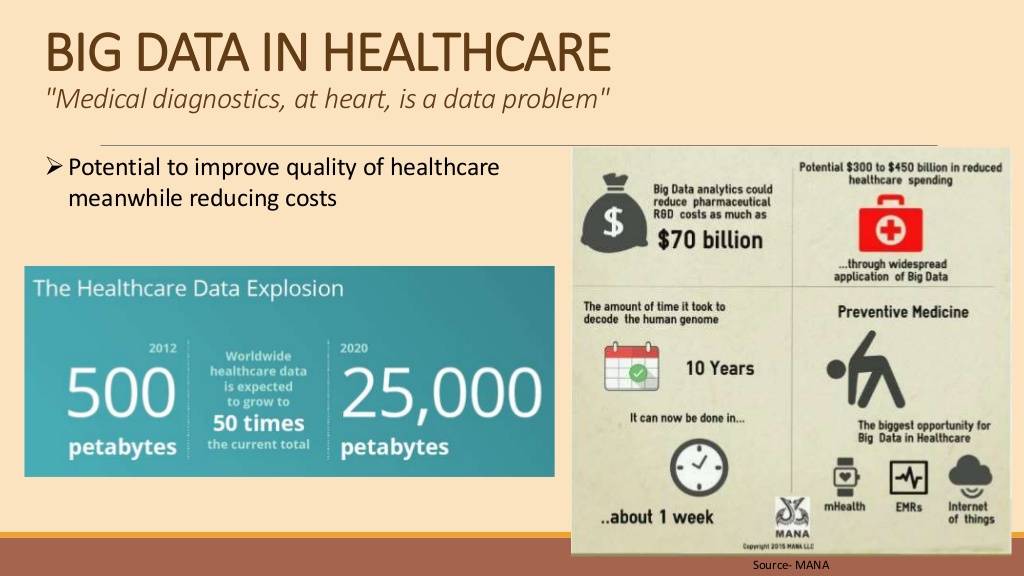 BIG DATA IN HEALTHCARE
"Medical diagnostics, at heart, is a data problem"
➢ Potential to improve quality of healthcare
meanwhile reducing costs
The Healthcare Data Explosion
2012
500
petabytes
Worldwide
healthcare data
is expected
to grow to
50 times
the current total
2020
25,000
petabytes
$
Big Data analytics could
reduce pharmaceutical
R&D costs as much as
$70 billion
Potential $300 to $450 billion in reduced
healthcare spending
...through widespread
application of Big Data
The amount of time it took to
decode the human genome
10 Years
It can now be done in...
..about 1 week
Preventive Medicine
The biggest opportunity for
Big Data in Healthcare
mHealth
EMRs
Internet
of things
MANA
Copyright 2015 MANA LLC
Source- MANA